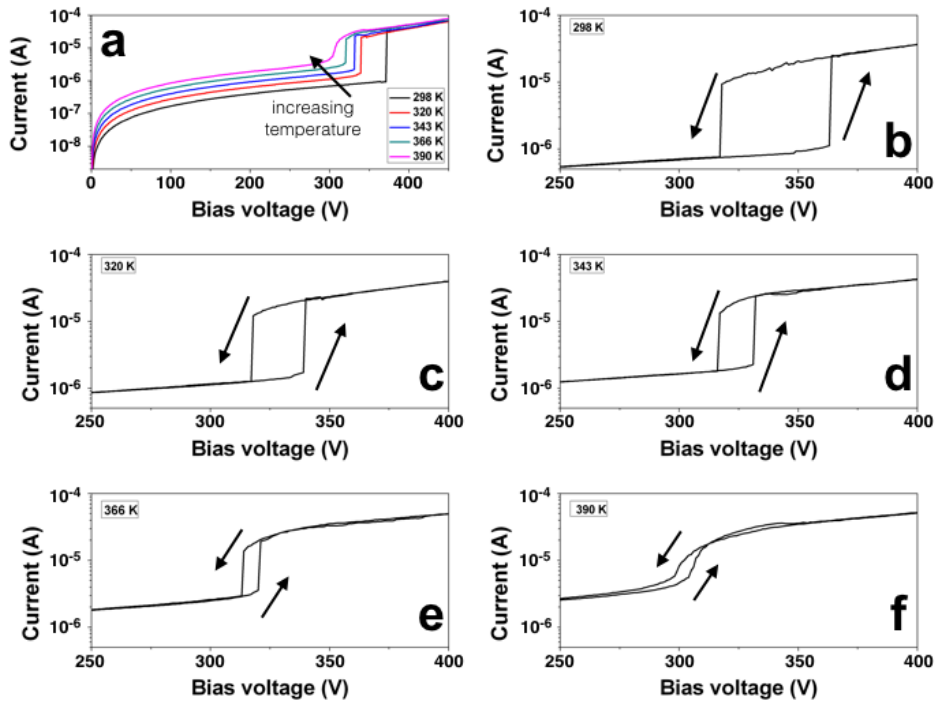 a
10⁻⁴
10⁻⁵
10⁻⁶
10⁻⁷
10⁻⁸
Current (A)
increasing
temperature
298 K
320 K
343 K
366 K
390 K
0 100 200 300 400
Bias voltage (V)
298 K
10⁻⁴
10⁻⁵
10⁻⁶
Current (A)
b
250 300 350 400
Bias voltage (V)
320 K
10⁻⁴
10⁻⁵
10⁻⁶
Current (A)
c
250 300 350 400
Bias voltage (V)
343 K
10⁻⁴
10⁻⁵
10⁻⁶
Current (A)
d
250 300 350 400
Bias voltage (V)
366 K
10⁻⁴
10⁻⁵
10⁻⁶
Current (A)
e
250 300 350 400
Bias voltage (V)
390 K
10⁻⁴
10⁻⁵
10⁻⁶
Current (A)
f
250 300 350 400
Bias voltage (V)